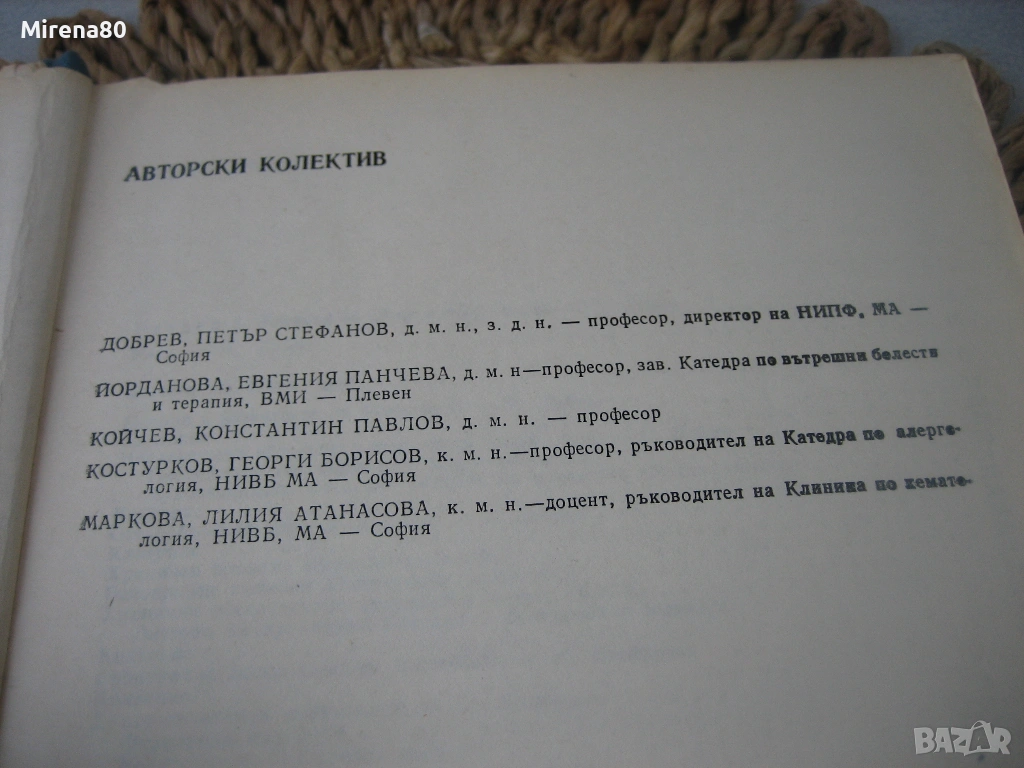 Mirena80
АВТОРСКИ КОЛЕКТИВ
ДОБРЕВ, ПЕТЪР СТЕФАНОВ, д. м. н., з. д. н. — професор, директор на НИПФ, МА —
София
ЙОРДАНОВА, ЕВГЕНИЯ ПАНЧЕВА, д. м. н—професор, зав. Катедра по вътрешни болести
и терапия, ВМИ — Плевен
КОЙЧЕВ, КОНСТАНТИН ПАВЛОВ, д. м. н. — професор
КОСТУРКОВ, ГЕОРГИ БОРИСОВ, к. м. н.—професор, ръководител на Катедра по алерго-
логия, НИВБ МА — София
МАРКОВА, ЛИЛИЯ АТАНАСОВА, к. м. н.—доцент, ръководител на Клиника по хемато-
логия, НИВБ, МА — София
BAZAR